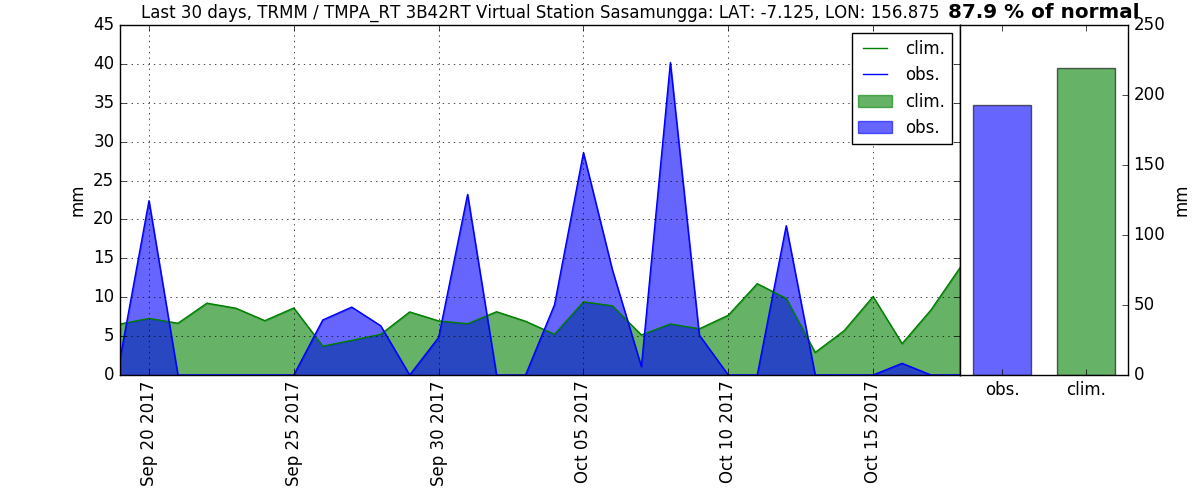 Last 30 days, TRMM / TMPA_RT 3B42RT Virtual Station Sasamungga: LAT: -7.125, LON: 156.875
87.9 % of normal
45
40
35
30
25
20
15
10
5
0
mm
clim.
obs.
clim.
obs.
Sep 20 2017
Sep 25 2017
Sep 30 2017
Oct 05 2017
Oct 10 2017
Oct 15 2017
250
200
150
100
50
0
mm
obs.
clim.